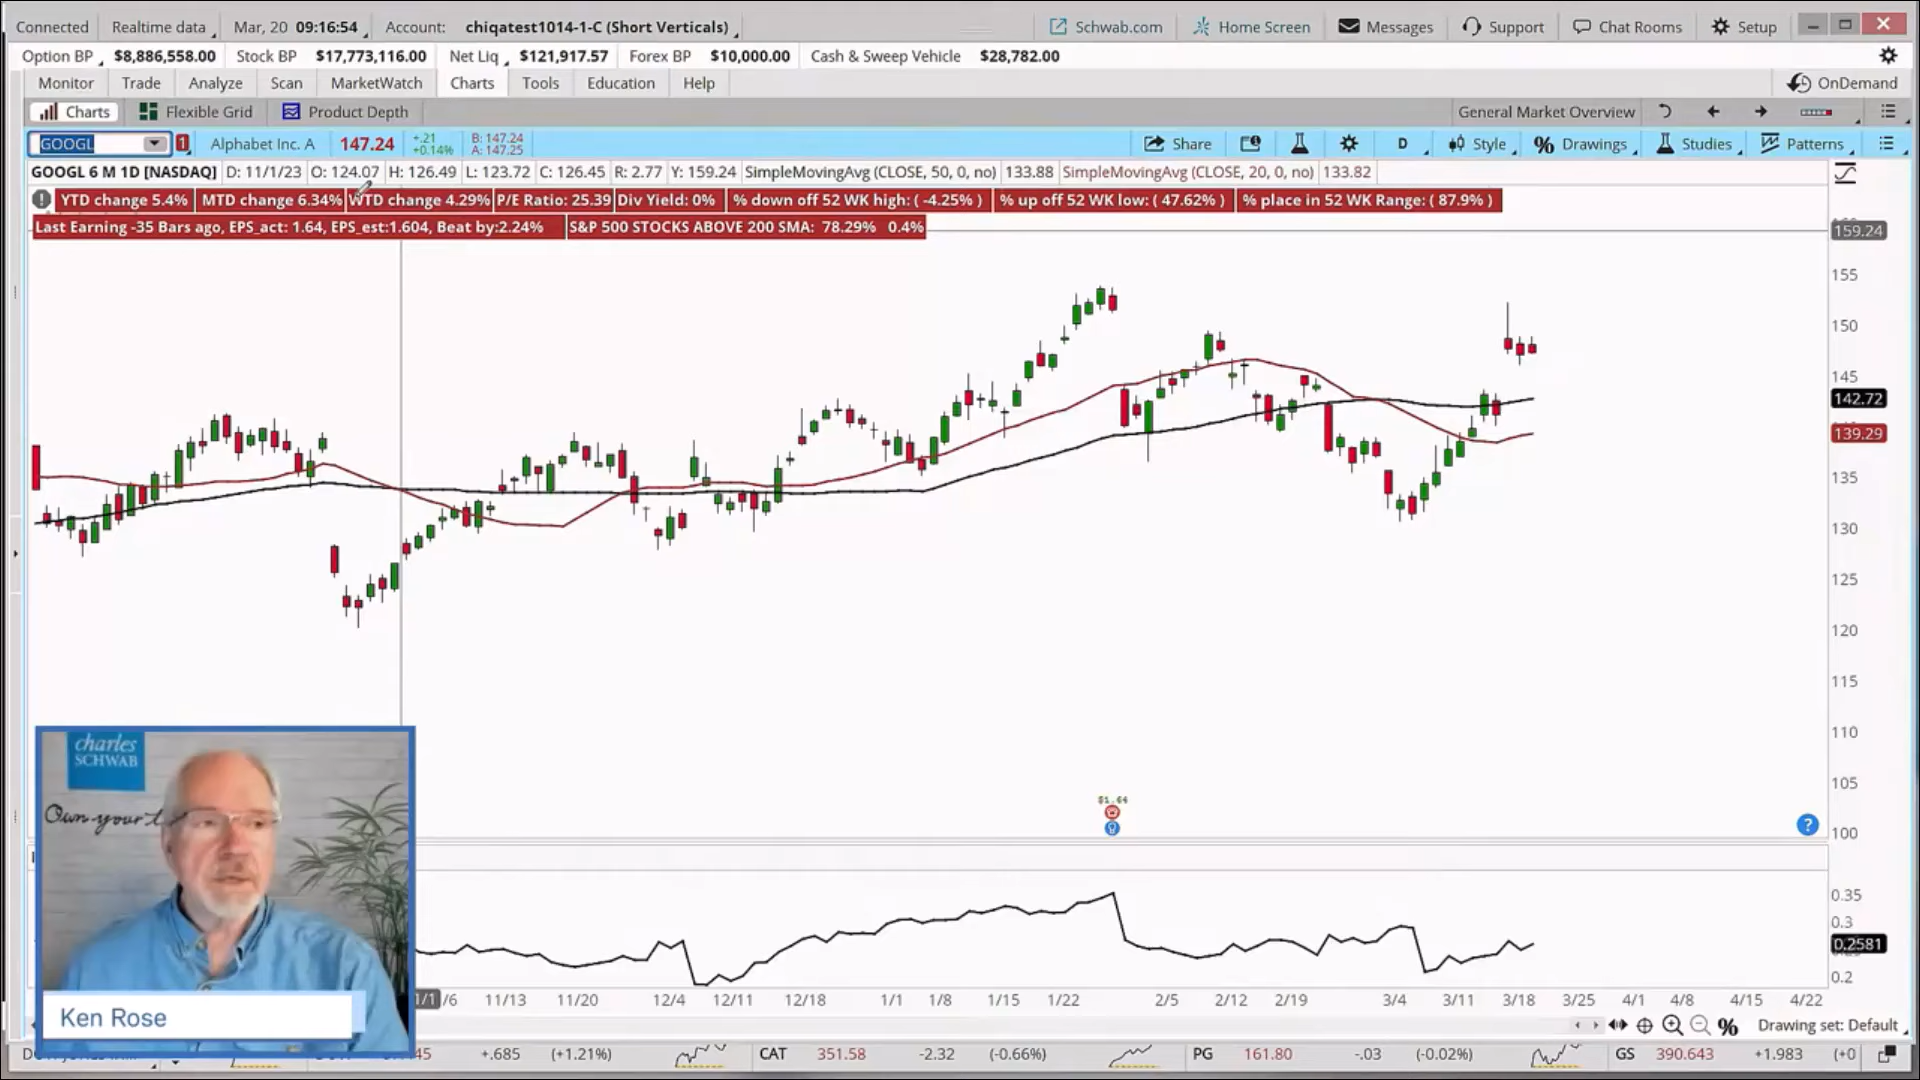 Connected Realtime data Mar, 20 09:16:54 Account: chiqatest1014-1-C (Short Verticals) Schwab.com Home Screen Messages Support Chat Rooms Setup
Option BP $8,886,558.00 Stock BP $17,773,116.00 Net Liq $121,917.57 Forex BP $10,000.00 Cash & Sweep Vehicle $28,782.00
Monitor Trade Analyze Scan MarketWatch Charts Tools Education Help OnDemand
Charts Flexible Grid Product Depth General Market Overview
GOOGL 1 Alphabet Inc. A 147.24 +.21 +0.14% B: 147.24 A: 147.25 Share D Style Drawings Studies Patterns
GOOGL 6 M 1D [NASDAQ] D: 11/1/23 O: 124.07 H: 126.49 L: 123.72 C: 126.45 R: 2.77 Y: 159.24 SimpleMovingAvg (CLOSE, 50, 0, no) 133.88 SimpleMovingAvg (CLOSE, 20, 0, no) 133.82
YTD change 5.4% MTD change 6.34% WTD change 4.29% P/E Ratio: 25.39 Div Yield: 0% % down off 52 WK high: ( -4.25% ) % up off 52 WK low: ( 47.62% ) % place in 52 WK Range: ( 87.9% )
Last Earning -35 Bars ago, EPS_act: 1.64, EPS_est:1.604, Beat by:2.24% S&P 500 STOCKS ABOVE 200 SMA: 78.29% 0.4%
159.24
155
150
145
142.72
139.29
135
130
125
120
115
110
105
100
$1.64
?
charles
SCHWAB
Own your
0.35
0.3
0.2581
0.2
1/1 /6 11/13 11/20 12/4 12/11 12/18 1/1 1/8 1/15 1/22 2/5 2/12 2/19 3/4 3/11 3/18 3/25 4/1 4/8 4/15 4/22
Ken Rose
Drawing set: Default
45 +.685 (+1.21%) CAT 351.58 -2.32 (-0.66%) PG 161.80 -.03 (-0.02%) GS 390.643 +1.983 (+0